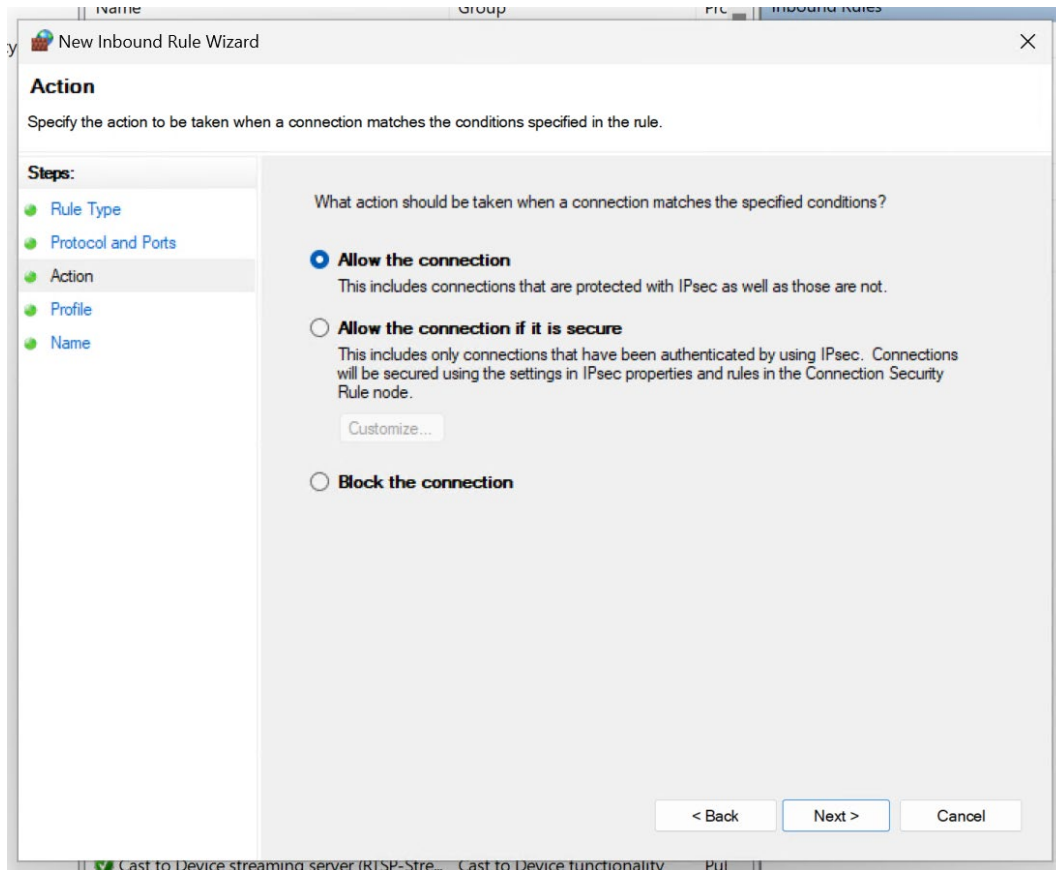 Name Group Inbound Rules
New Inbound Rule Wizard
Action
Specify the action to be taken when a connection matches the conditions specified in the rule.
Steps:
Rule Type
Protocol and Ports
Action
Profile
Name
What action should be taken when a connection matches the specified conditions?
Allow the connection
This includes connections that are protected with IPsec as well as those are not.
Allow the connection if it is secure
This includes only connections that have been authenticated by using IPsec. Connections
will be secured using the settings in IPsec properties and rules in the Connection Security
Rule node.
Customize...
Block the connection
< Back Next > Cancel
Cast to Device streaming server (RTSP-Stre... Cast to Device functionality